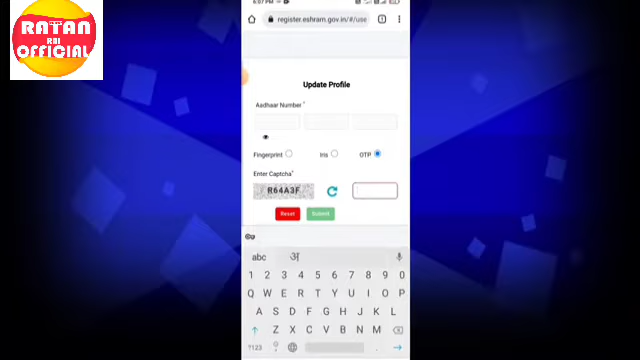 RATAN
RAI
OFFICIAL
register.eshram.gov.in/#/use
Update Profile
Aadhaar Number *
Fingerprint Iris OTP
Enter Captcha*
R64A3F
Reset Submit
abc अ
1 2 3 4 5 6 7 8 9 0
Q W E R T Y U I O P
A S D F G H J K L
Z X C V B N M
?123